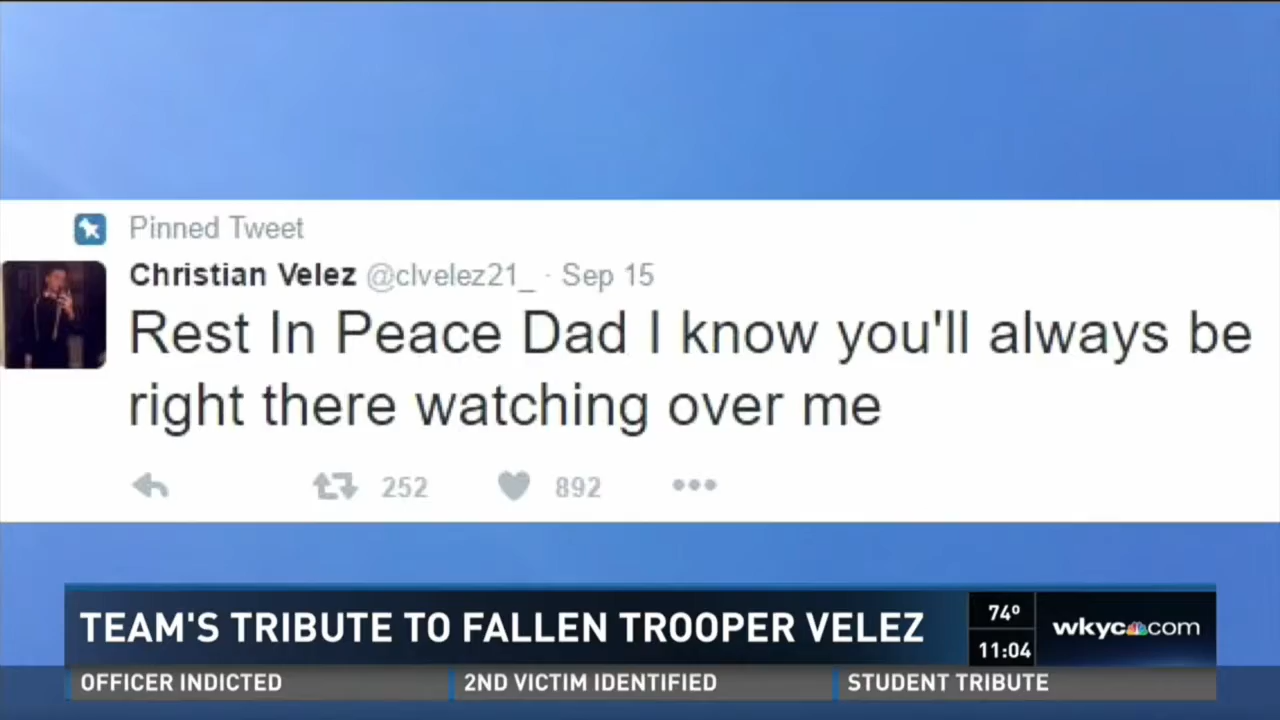 Pinned Tweet
Christian Velez @clvelez21_ · Sep 15
Rest In Peace Dad I know you'll always be
right there watching over me
252 892
TEAM'S TRIBUTE TO FALLEN TROOPER VELEZ
74°
11:04
wkyc.com
OFFICER INDICTED 2ND VICTIM IDENTIFIED STUDENT TRIBUTE